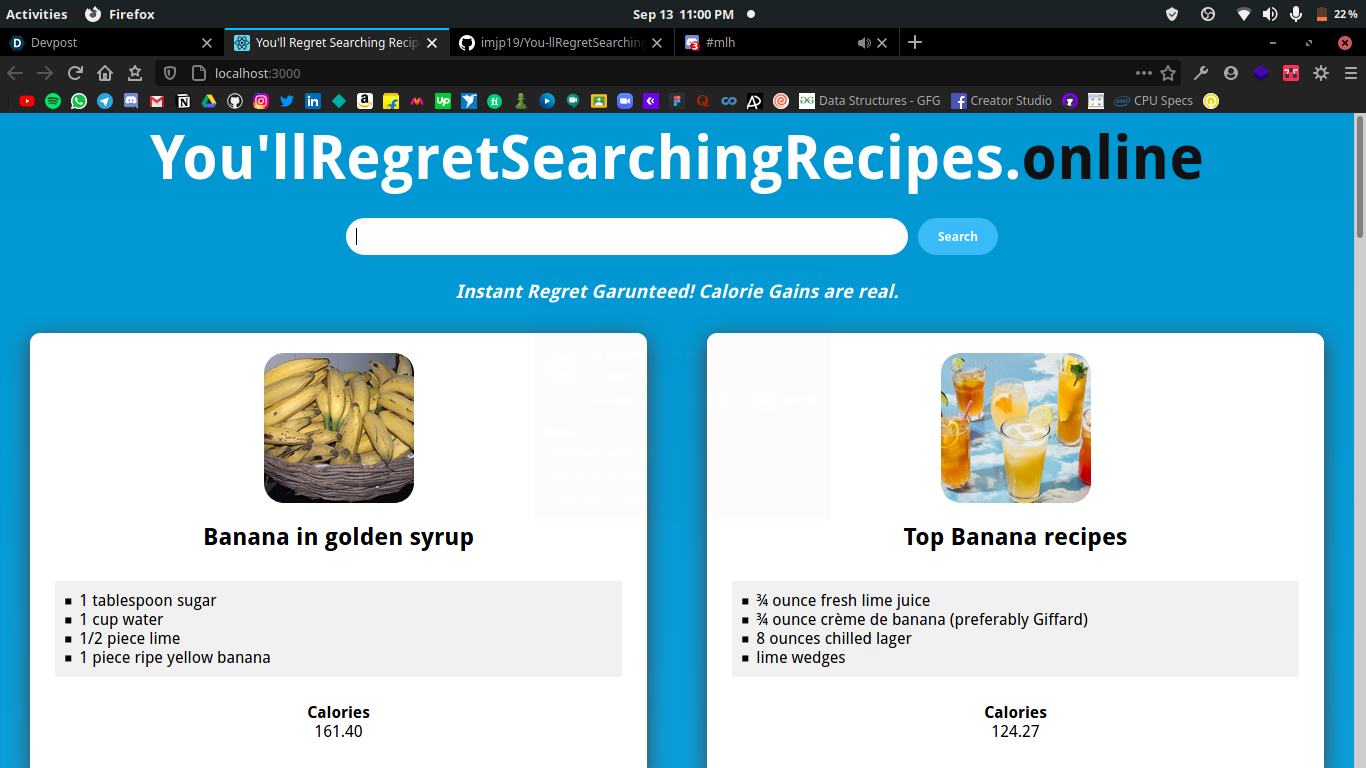 Activities Firefox Sep 13 11:00 PM 22 %
Devpost You'll Regret Searching Recip imjp19/You-llRegretSearching #mlh
localhost:3000
Data Structures - GFG Creator Studio CPU Specs
You'llRegretSearchingRecipes.online
Search
Instant Regret Garunteed! Calorie Gains are real.
Banana in golden syrup
1 tablespoon sugar
1 cup water
1/2 piece lime
1 piece ripe yellow banana
Calories
161.40
Top Banana recipes
¾ ounce fresh lime juice
¾ ounce crème de banana (preferably Giffard)
8 ounces chilled lager
lime wedges
Calories
124.27